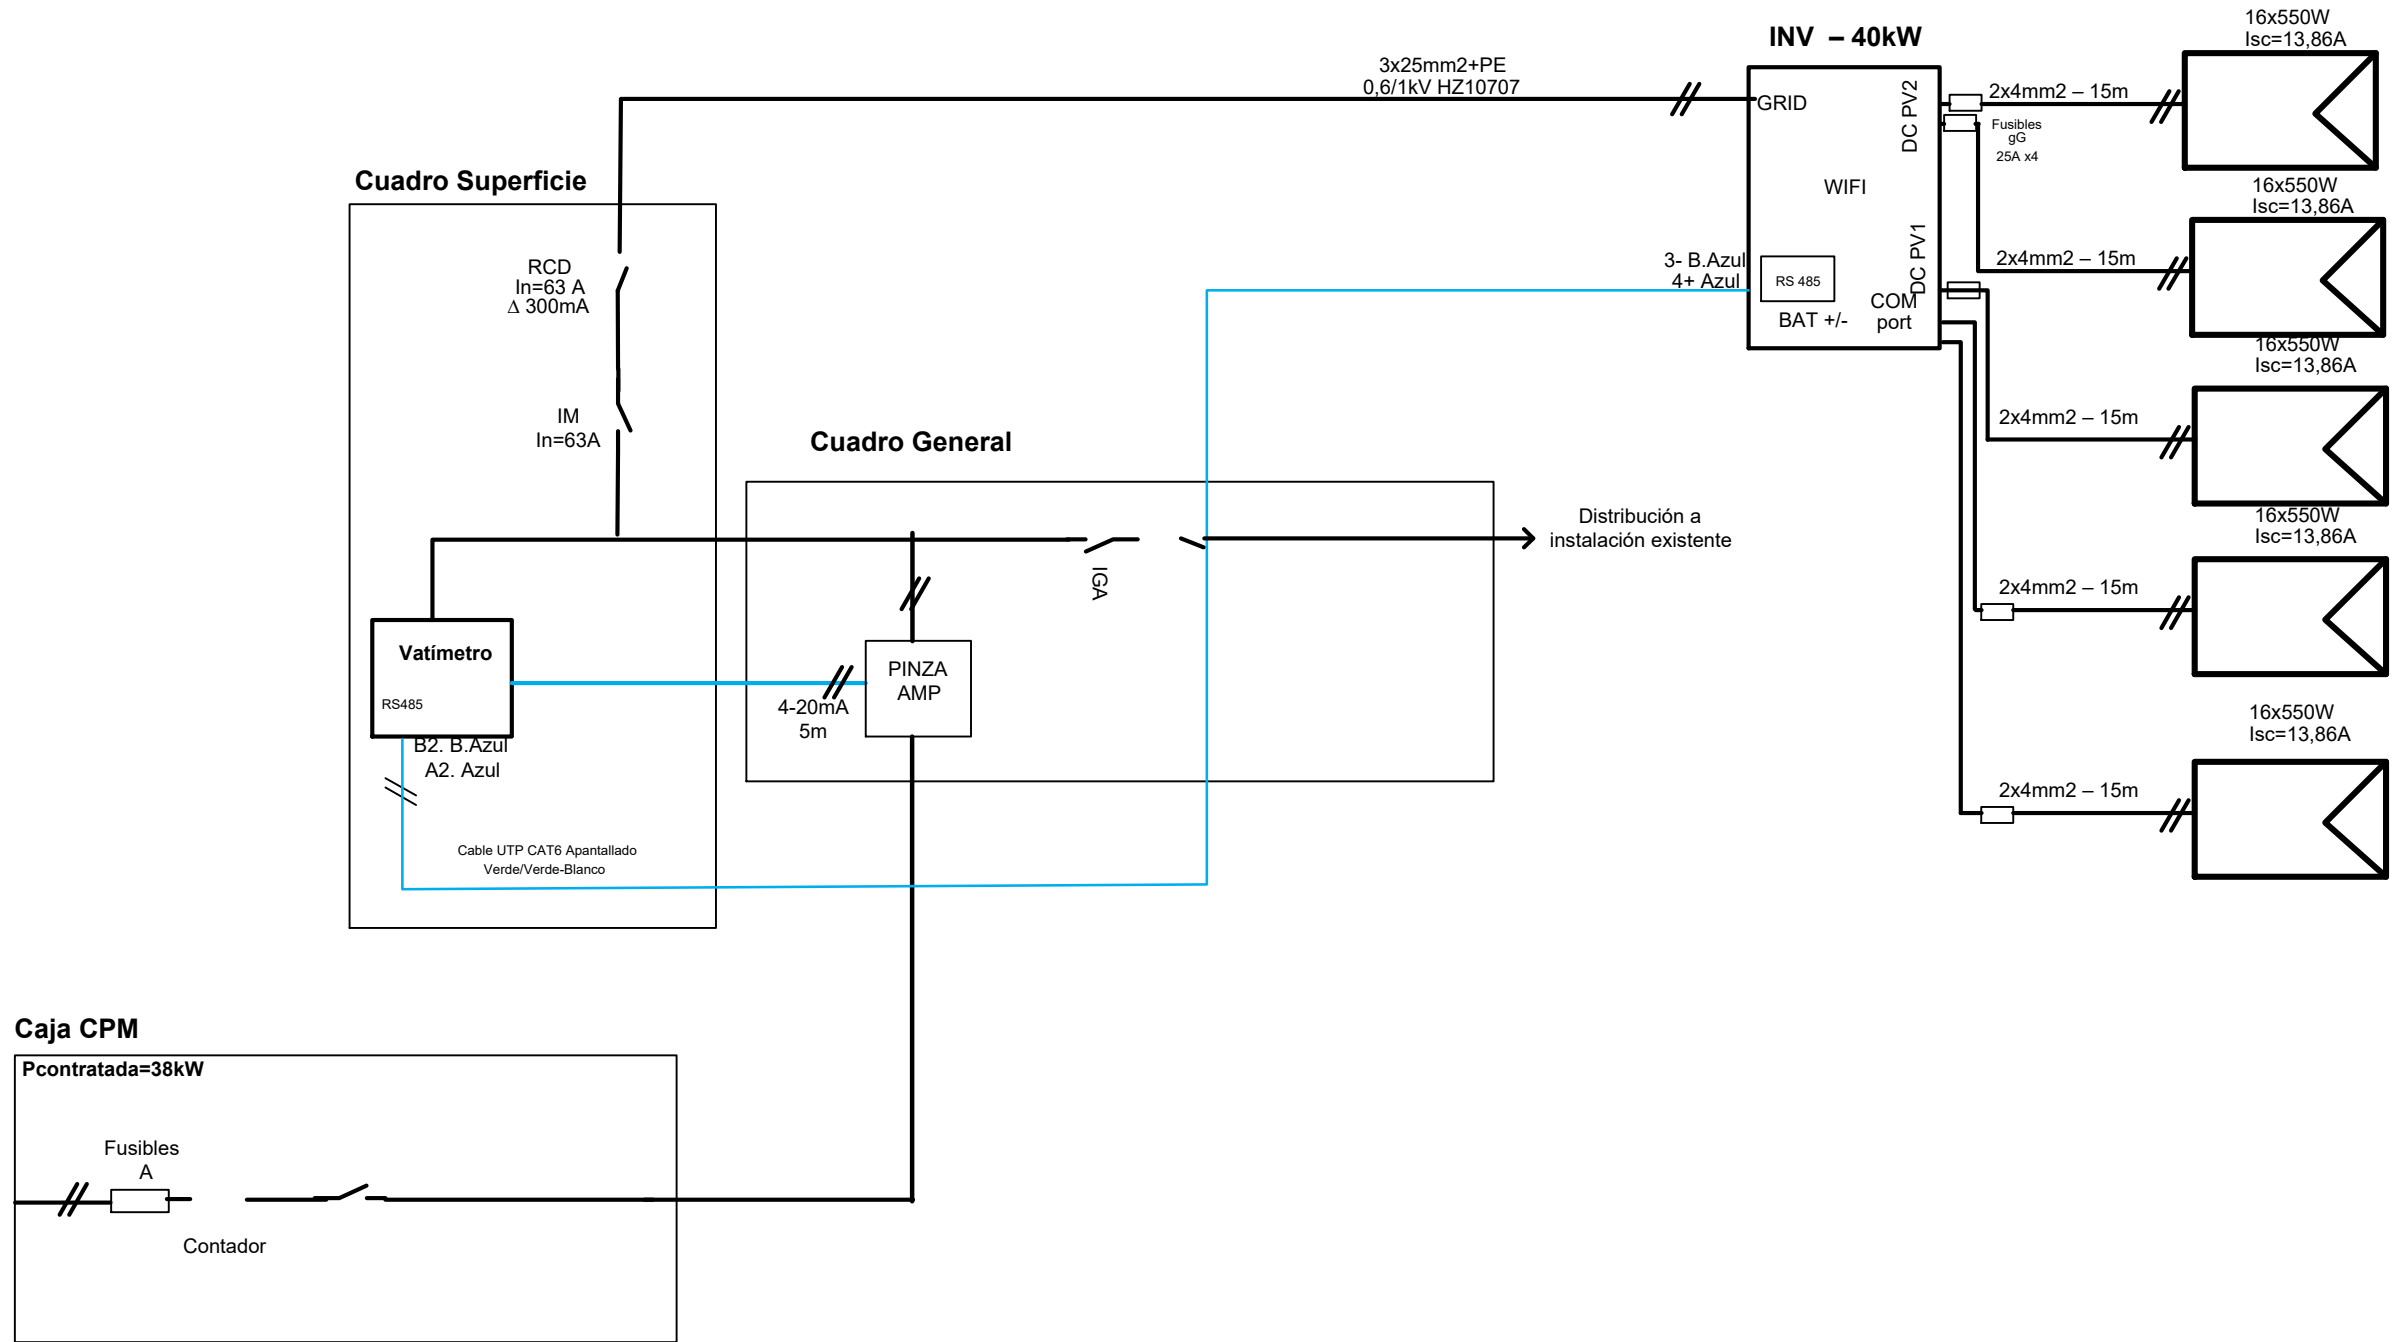 INV – 40kW
16x550W
Isc=13,86A
3x25mm2+PE
0,6/1kV HZ10707
GRID
DC PV2
2x4mm2 – 15m
Fusibles
gG
25A x4
WIFI
Cuadro Superficie
16x550W
Isc=13,86A
DC PV1
2x4mm2 – 15m
3- B.Azul
4+ Azul
RS 485
COM
port
BAT +/-
RCD
In=63 A
Δ 300mA
16x550W
Isc=13,86A
2x4mm2 – 15m
IM
In=63A
Cuadro General
16x550W
Isc=13,86A
Distribución a
instalación existente
IGA
2x4mm2 – 15m
Vatímetro
RS485
PINZA
AMP
4-20mA
5m
16x550W
Isc=13,86A
B2. B.Azul
A2. Azul
2x4mm2 – 15m
Cable UTP CAT6 Apantallado
Verde/Verde-Blanco
Caja CPM
Pcontratada=38kW
Fusibles
A
Contador